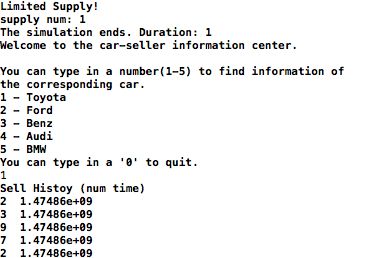 Limited Supply!
supply num: 1
The simulation ends. Duration: 1
Welcome to the car-seller information center.
You can type in a number(1-5) to find information of
the corresponding car.
1 - Toyota
2 - Ford
3 - Benz
4 - Audi
5 - BMW
You can type in a '0' to quit.
1
Sell Histoy (num time)
2  1.47486e+09
3  1.47486e+09
9  1.47486e+09
7  1.47486e+09
2  1.47486e+09